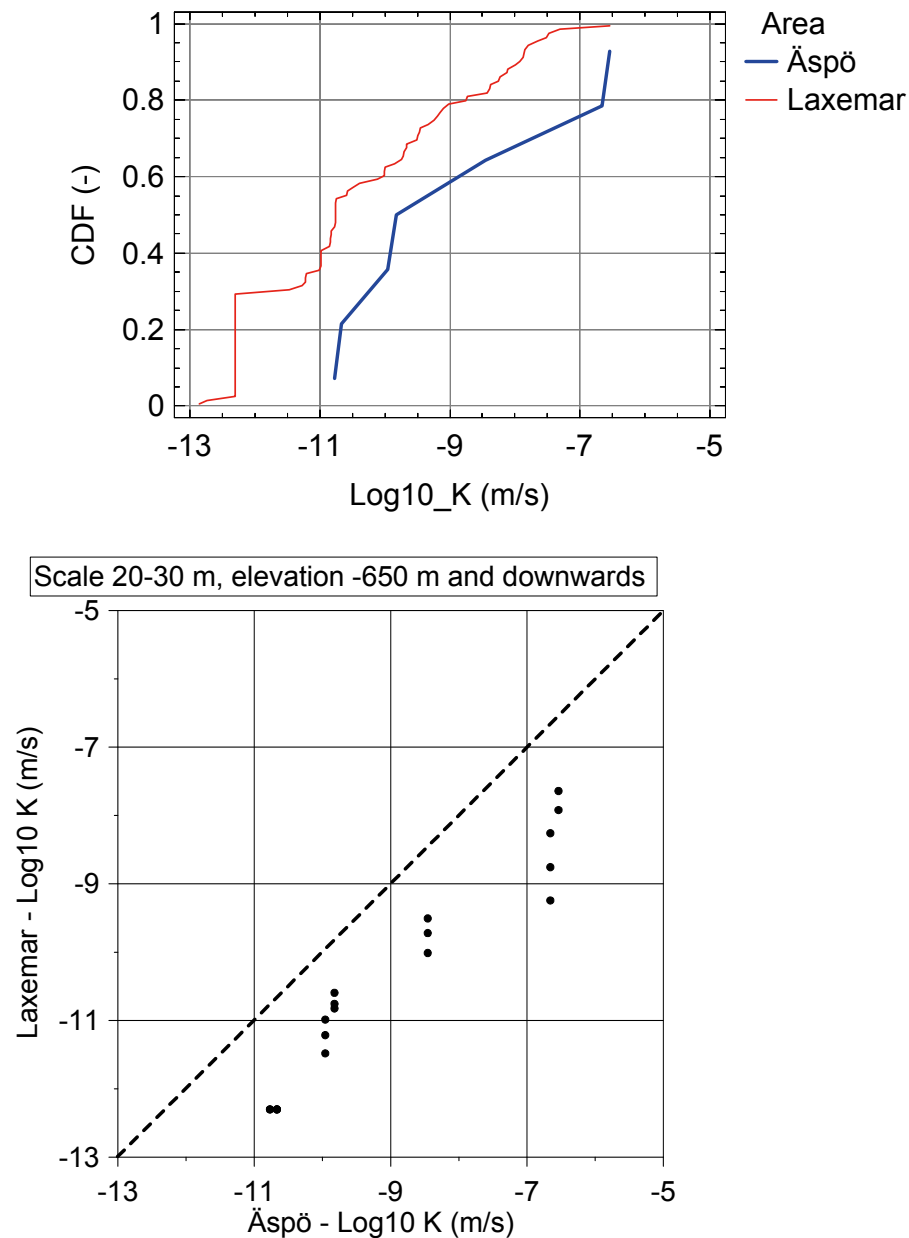 Area
Äspö
Laxemar
CDF (-)
1
0.8
0.6
0.4
0.2
0
-13 -11 -9 -7 -5
Log10_K (m/s)
Scale 20-30 m, elevation -650 m and downwards
Laxemar - Log10 K (m/s)
-5
-7
-9
-11
-13
-13 -11 -9 -7 -5
Äspö - Log10 K (m/s)